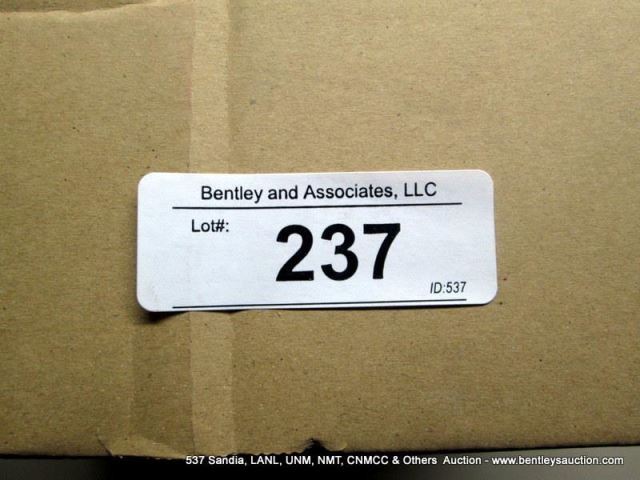 Bentley and Associates, LLC
Lot#:
237
ID:537
537 Sandia, LANL, UNM, NMT, CNMCC & Others Auction - www.bentleysauction.com